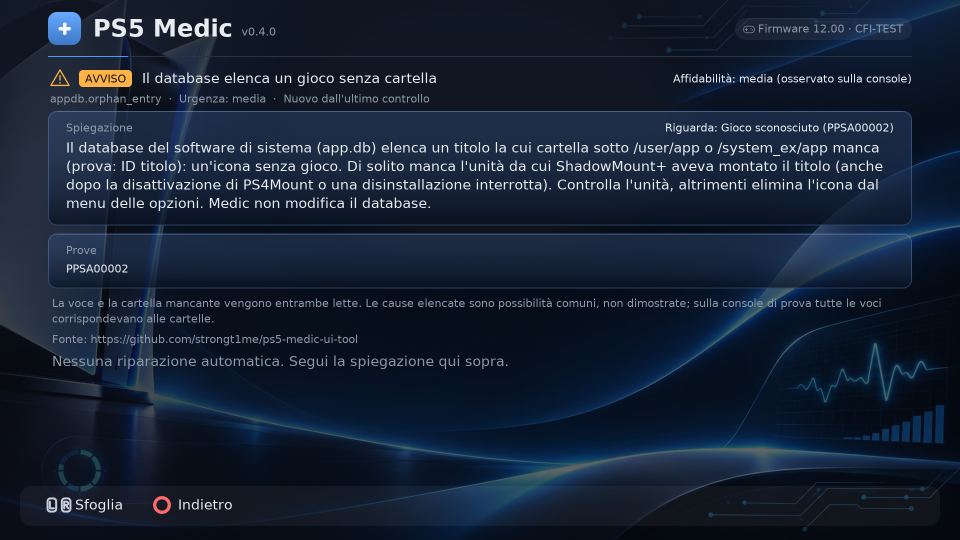 PS5 Medic v0.4.0
Firmware 12.00 · CFI-TEST
AVVISO Il database elenca un gioco senza cartella
Affidabilità: media (osservato sulla console)
appdb.orphan_entry · Urgenza: media · Nuovo dall'ultimo controllo
Spiegazione
Riguarda: Gioco sconosciuto (PPSA00002)
Il database del software di sistema (app.db) elenca un titolo la cui cartella sotto /user/app o /system_ex/app manca
(prova: ID titolo): un'icona senza gioco. Di solito manca l'unità da cui ShadowMount+ aveva montato il titolo (anche
dopo la disattivazione di PS4Mount o una disinstallazione interrotta). Controlla l'unità, altrimenti elimina l'icona dal
menu delle opzioni. Medic non modifica il database.
Prove
PPSA00002
La voce e la cartella mancante vengono entrambe lette. Le cause elencate sono possibilità comuni, non dimostrate; sulla console di prova tutte le voci
corrispondevano alle cartelle.
Fonte: https://github.com/strongt1me/ps5-medic-ui-tool
Nessuna riparazione automatica. Segui la spiegazione qui sopra.
L R Sfoglia
Indietro